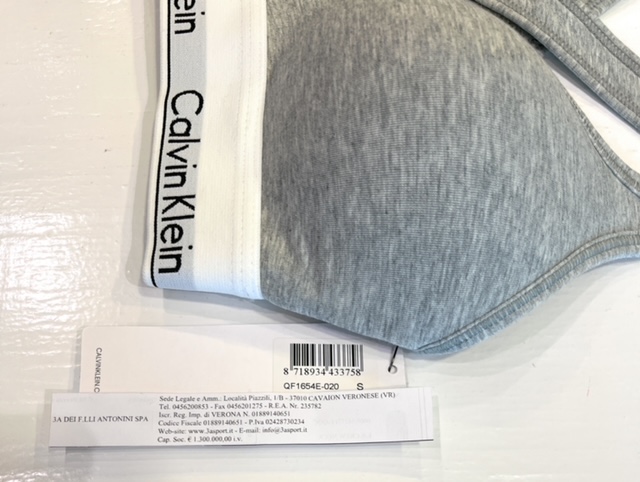 ein
Calvin Klein
CALVINKLEIN.C
8 718934 433758
QF1654E-020 S
3A DEI F.LLI ANTONINI SPA
Sede Legale e Amm.: Località Piazzili, 1/B - 37010 CAVAION VERONESE (VR)
Tel. 0456200853 - Fax 0456201275 - R.E.A. Nr. 235782
Iscr. Reg. Imp. di VERONA N. 01889140651
Codice Fiscale 01889140651 - P.Iva 02428730234
Web-site: www.3asport.it - E-mail: info@3asport.it
Cap. Soc. € 1.300.000,00 i.v.